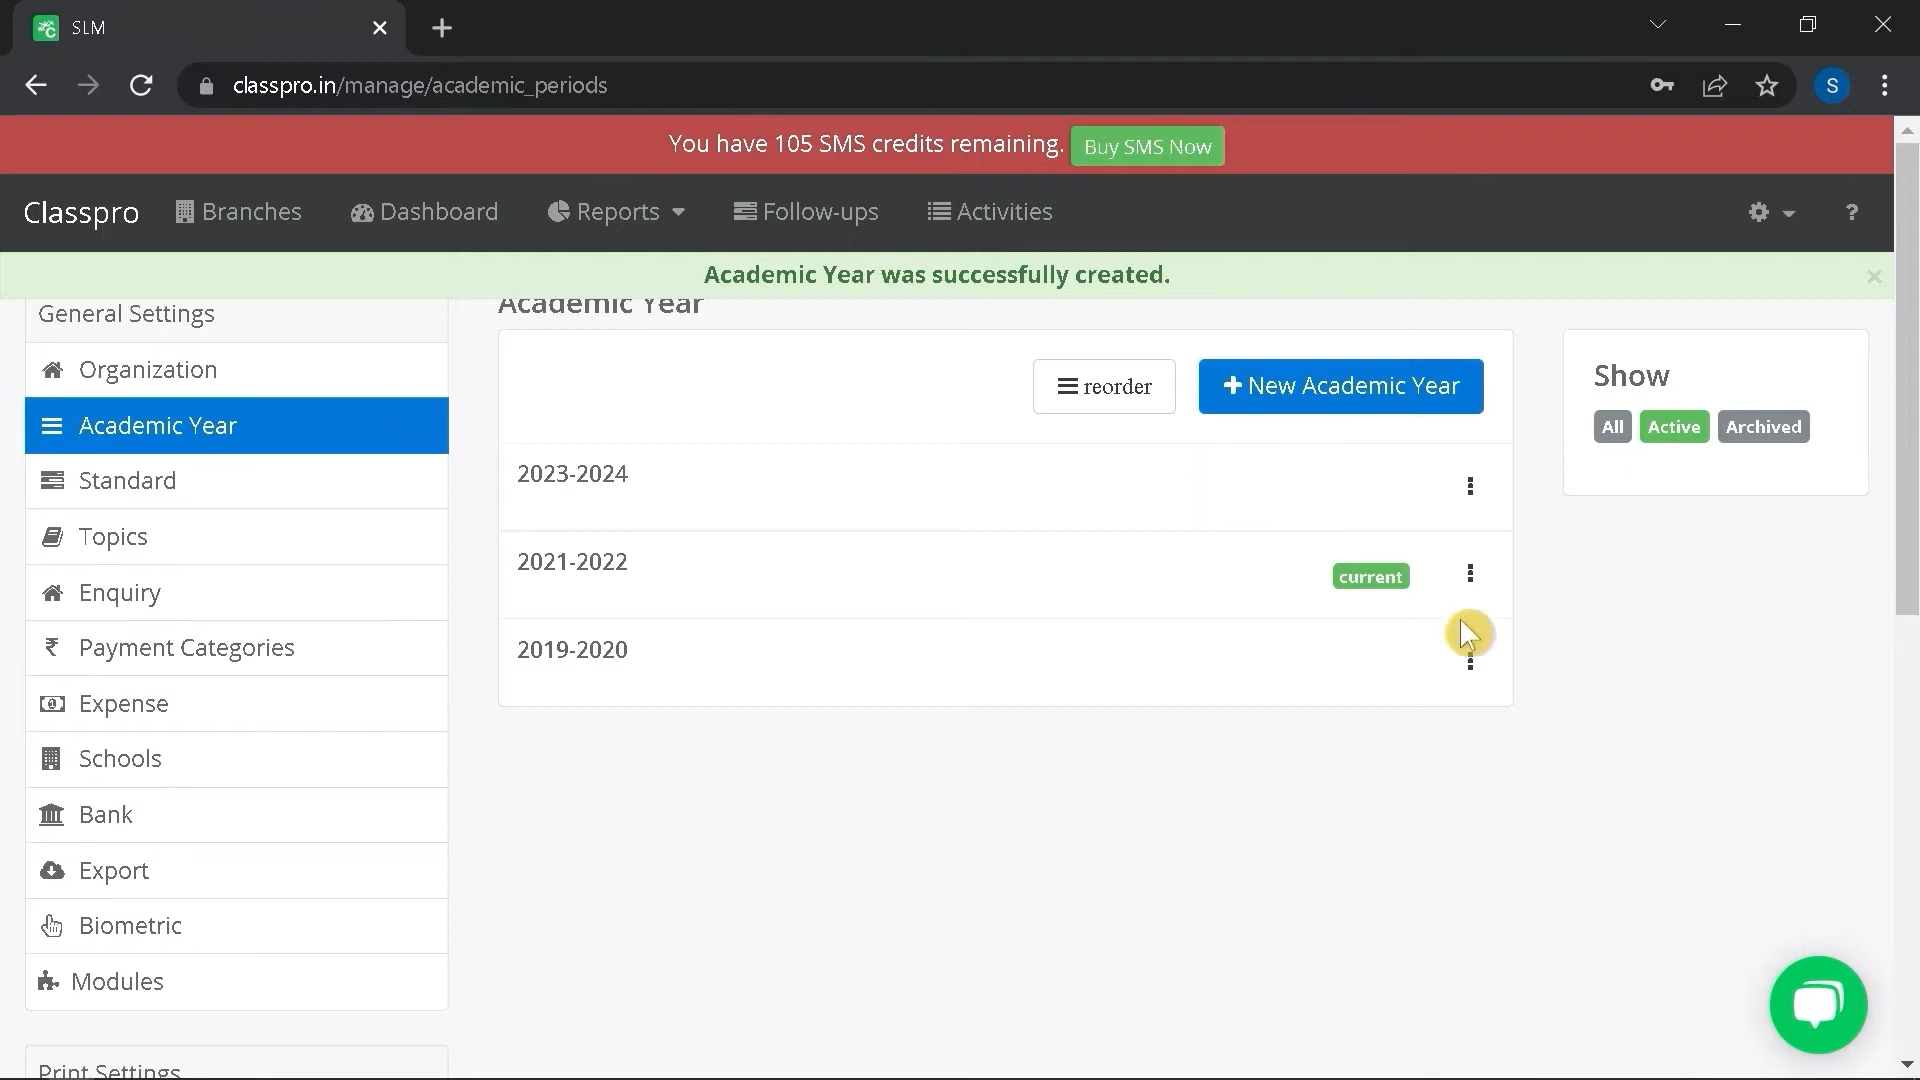 SLM
classpro.in/manage/academic_periods
S
You have 105 SMS credits remaining. Buy SMS Now
Classpro Branches Dashboard Reports Follow-ups Activities ?
Academic Year was successfully created. ×
General Settings
Organization
Academic Year
Standard
Topics
Enquiry
₹ Payment Categories
Expense
Schools
Bank
Export
Biometric
Modules
Print Settings
Academic Year
reorder + New Academic Year
2023-2024
2021-2022 current
2019-2020
Show
All Active Archived